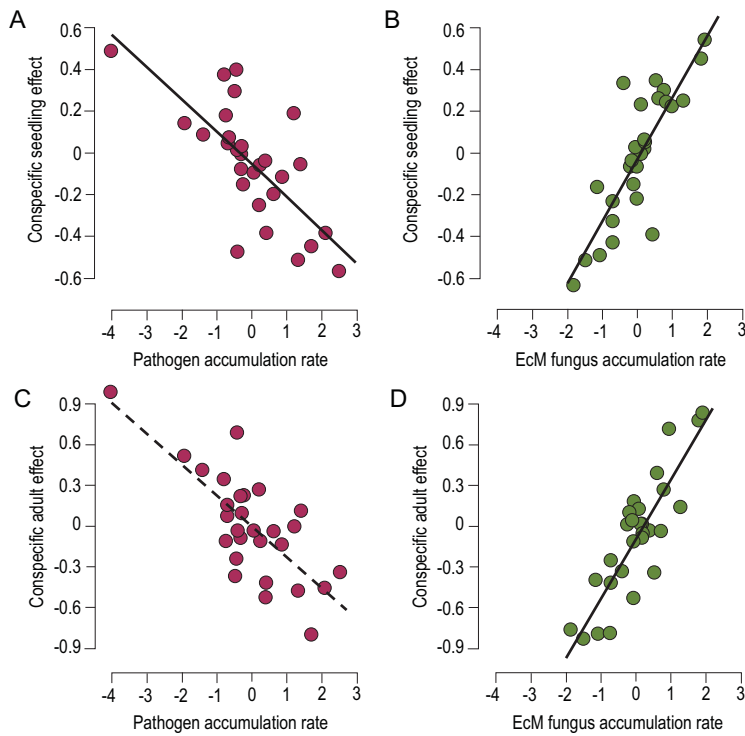 A
Conspecific seedling effect
0.6
0.4
0.2
0
-0.2
-0.4
-0.6
-4 -3 -2 -1 0 1 2 3
Pathogen accumulation rate
B
Conspecific seedling effect
0.6
0.4
0.2
0
-0.2
-0.4
-0.6
-4 -3 -2 -1 0 1 2 3
EcM fungus accumulation rate
C
Conspecific adult effect
0.9
0.6
0.3
0
-0.3
-0.6
-0.9
-4 -3 -2 -1 0 1 2 3
Pathogen accumulation rate
D
Conspecific adult effect
0.9
0.6
0.3
0
-0.3
-0.6
-0.9
-4 -3 -2 -1 0 1 2 3
EcM fungus accumulation rate